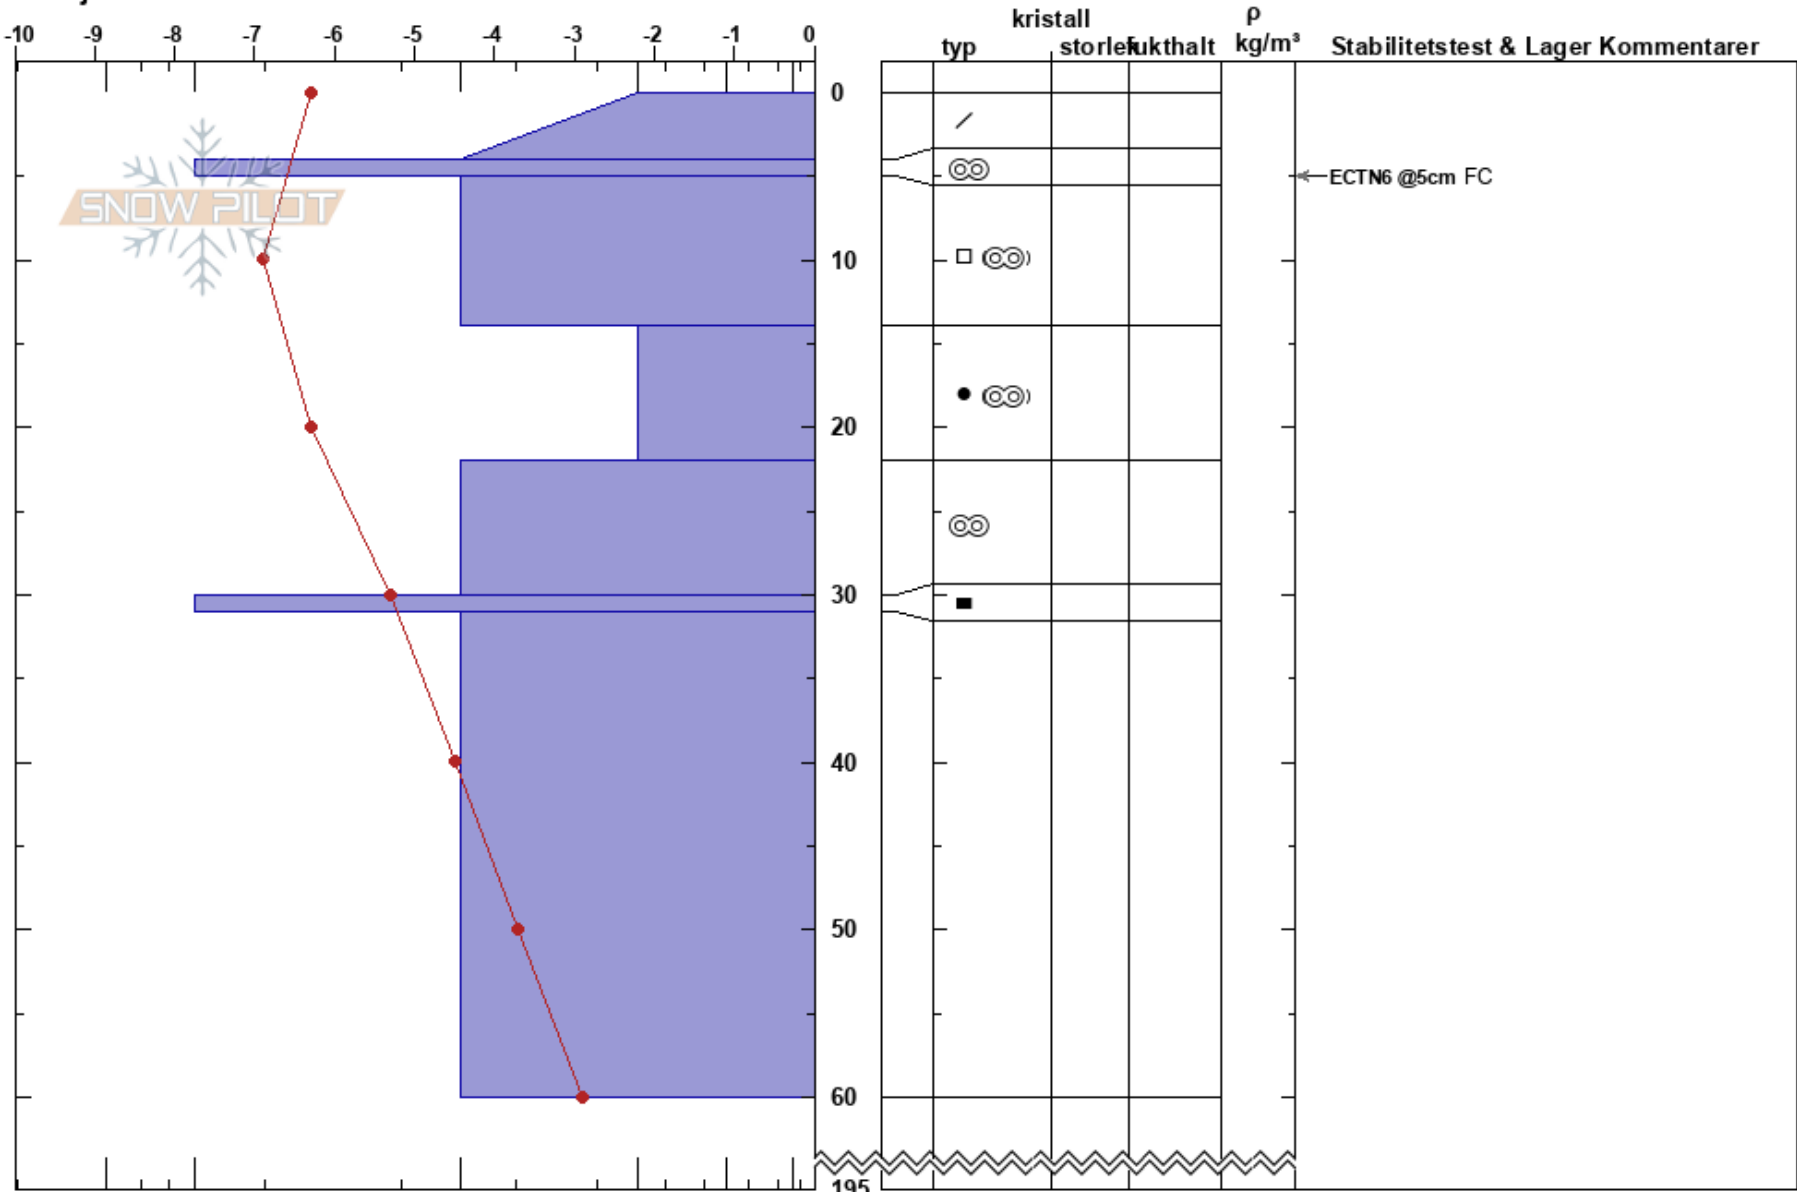 kristall
ρ
-10 -9 -8 -7 -6 -5 -4 -3 -2 -1 0
typ storlek fukthalt kg/m³ Stabilitetstest & Lager Kommentarer
0
ECTN6 @5cm FC
SNOW PILOT
10
20
30
40
50
60
195